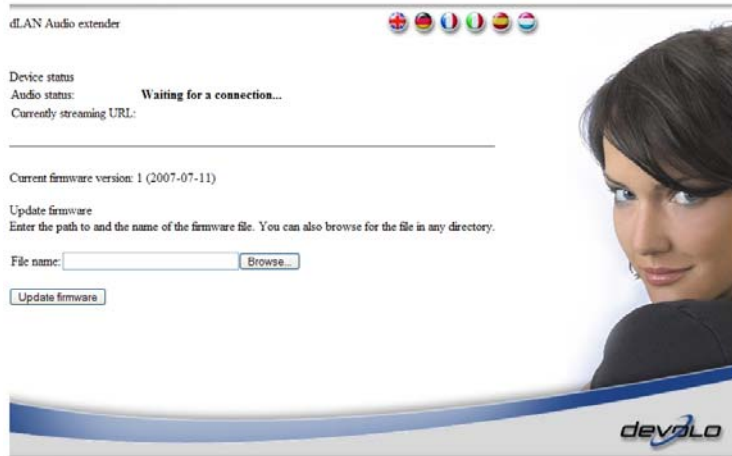 dLAN Audio extender
Device status
Audio status: Waiting for a connection...
Currently streaming URL:
Current firmware version: 1 (2007-07-11)
Update firmware
Enter the path to and the name of the firmware file. You can also browse for the file in any directory.
File name: Browse...
Update firmware
devolo